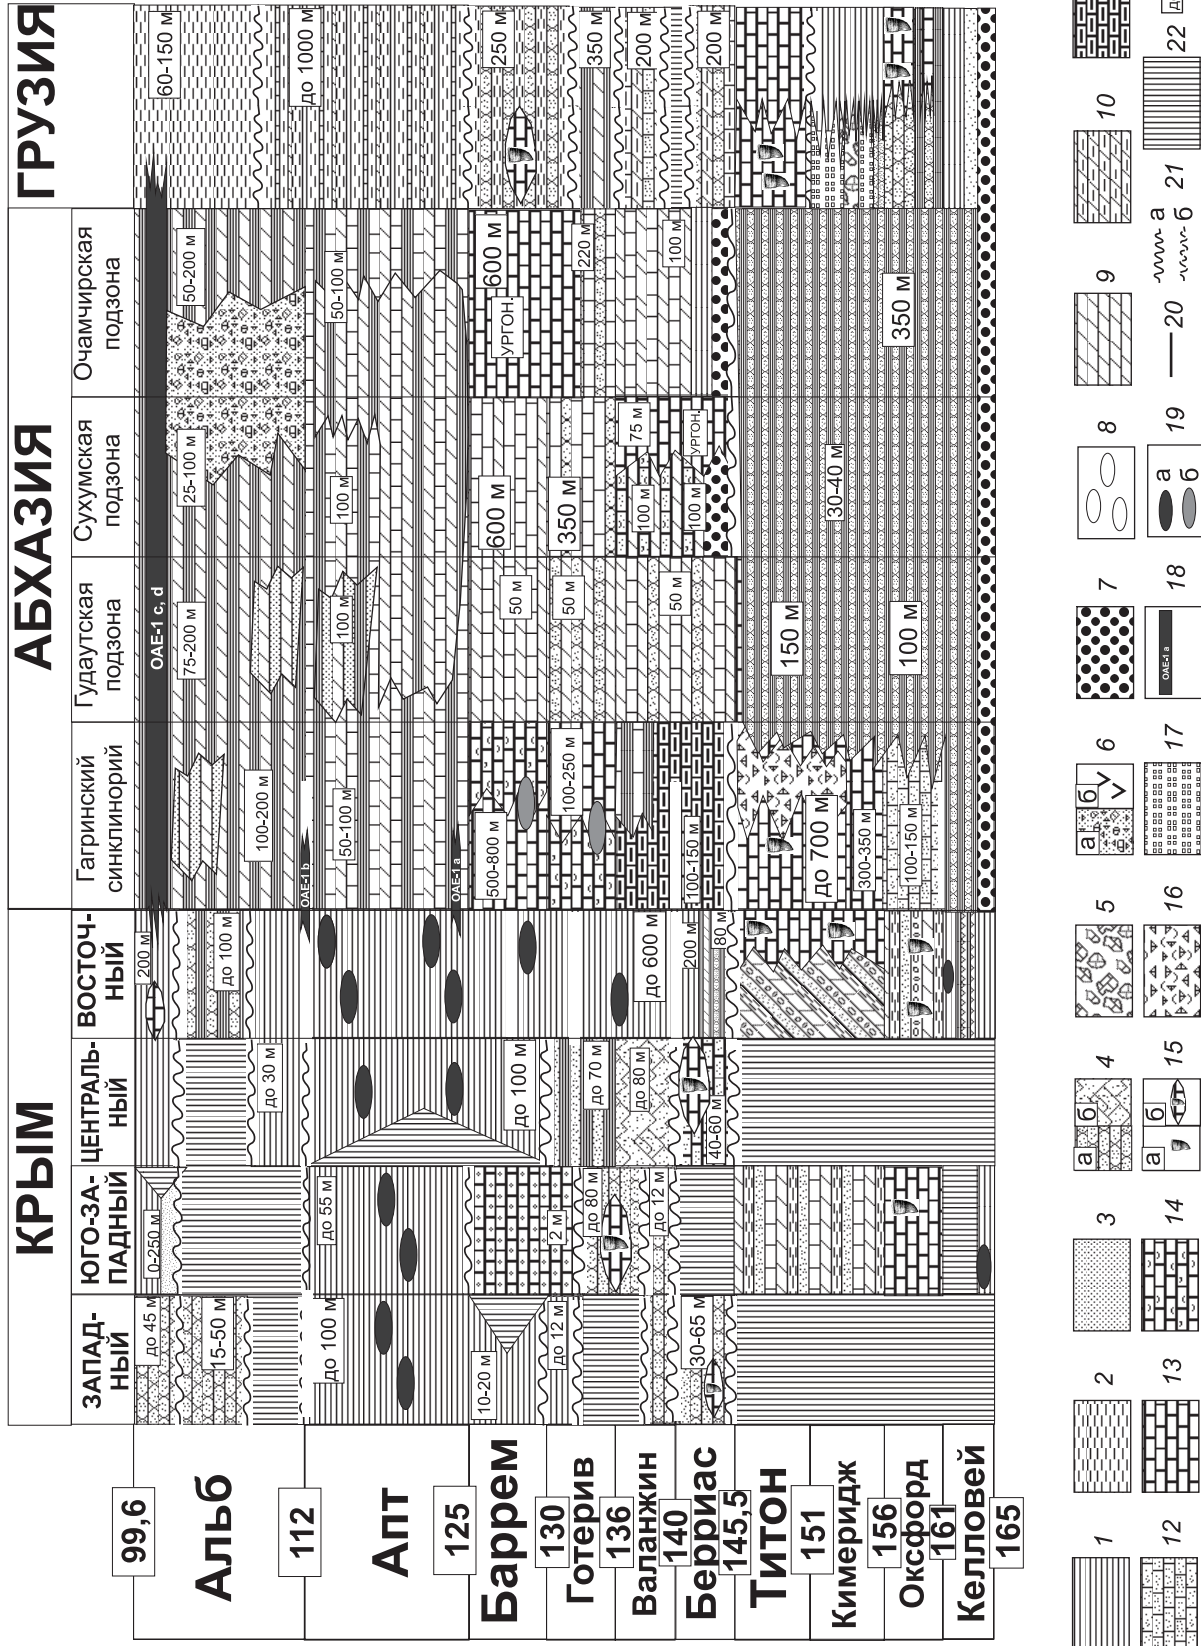 КРЫМ
АБХАЗИЯ
ГРУЗИЯ
ЗАПАД-
НЫЙ
ЮГО-ЗА-
ПАДНЫЙ
ЦЕНТРАЛЬ-
НЫЙ
ВОСТОЧ-
НЫЙ
Гагринский
синклинорий
Гудаутская
подзона
Сухумская
подзона
Очамчирская
подзона
99,6
Альб
112
Апт
125
Баррем
130
Готерив
136
Валанжин
140
Берриас
145,5
Титон
151
Кимеридж
156
Оксфорд
161
Келловей
165
до 45 м
15-50 м
до 100 м
10-20 м
до 12 м
30-65 м
0-250 м
до 55 м
2 м
до 80 м
до 12 м
до 30 м
до 100 м
до 70 м
до 80 м
40-60 м
200 м
до 100 м
до 600 м
200 м
80 м
100-200 м
ОАЕ-1 b
50-100 м
ОАЕ-1 a
500-800 м
100-250 м
100-150 м
до 700 м
300-350 м
100-150 м
ОАЕ-1 c, d
75-200 м
100 м
50 м
50 м
50 м
150 м
100 м
25-100 м
100 м
600 м
350 м
75 м
100 м
УРГОН.
100 м
30-40 м
50-200 м
50-100 м
600 м
УРГОН.
220 м
100 м
350 м
60-150 м
до 1000 м
250 м
350 м
200 м
200 м
1
2
3
а б
4
5
а б
6
7
8
9
10
12
13
14
а б
15
16
17
ОАЕ-1 a
18
а
б
19
20
а
б
21
22